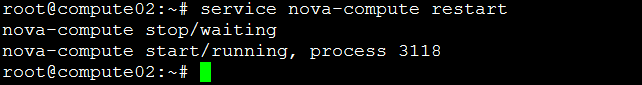 root@compute02:~# service nova-compute restart
nova-compute stop/waiting
nova-compute start/running, process 3118
root@compute02:~#